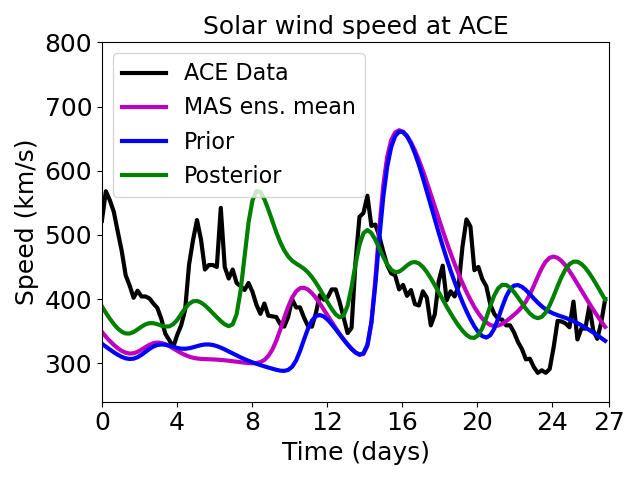 Solar wind speed at ACE
800
700
600
500
400
300
Speed (km/s)
ACE Data
MAS ens. mean
Prior
Posterior
0 4 8 12 16 20 24 27
Time (days)